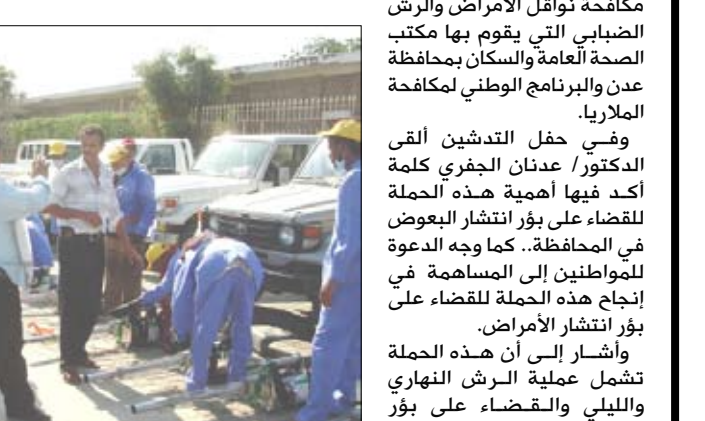 مكافحة نواقل الأمراض والرش
الضبابي التي يقوم بها مكتب
الصحة العامة والسكان بمحافظة
عدن والبرنامج الوطني لمكافحة
الملاريا.
وفي حفل التدشين ألقى
الدكتور/ عدنان الجفري كلمة
أكد فيها أهمية هذه الحملة
للقضاء على بؤر انتشار البعوض
في المحافظة.. كما وجه الدعوة
للمواطنين إلى المساهمة في
إنجاح هذه الحملة للقضاء على
بؤر انتشار الأمراض.
وأشار إلى أن هذه الحملة
تشمل عملية الرش النهاري
والليلي والقضاء على بؤر